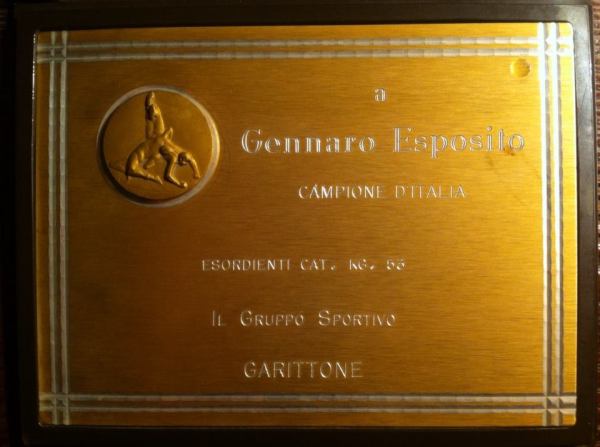 a
Gennaro Esposito
CAMPIONE D'ITALIA
ESORDIENTI CAT. KG. 53
IL GRUPPO SPORTIVO
GARITTONE